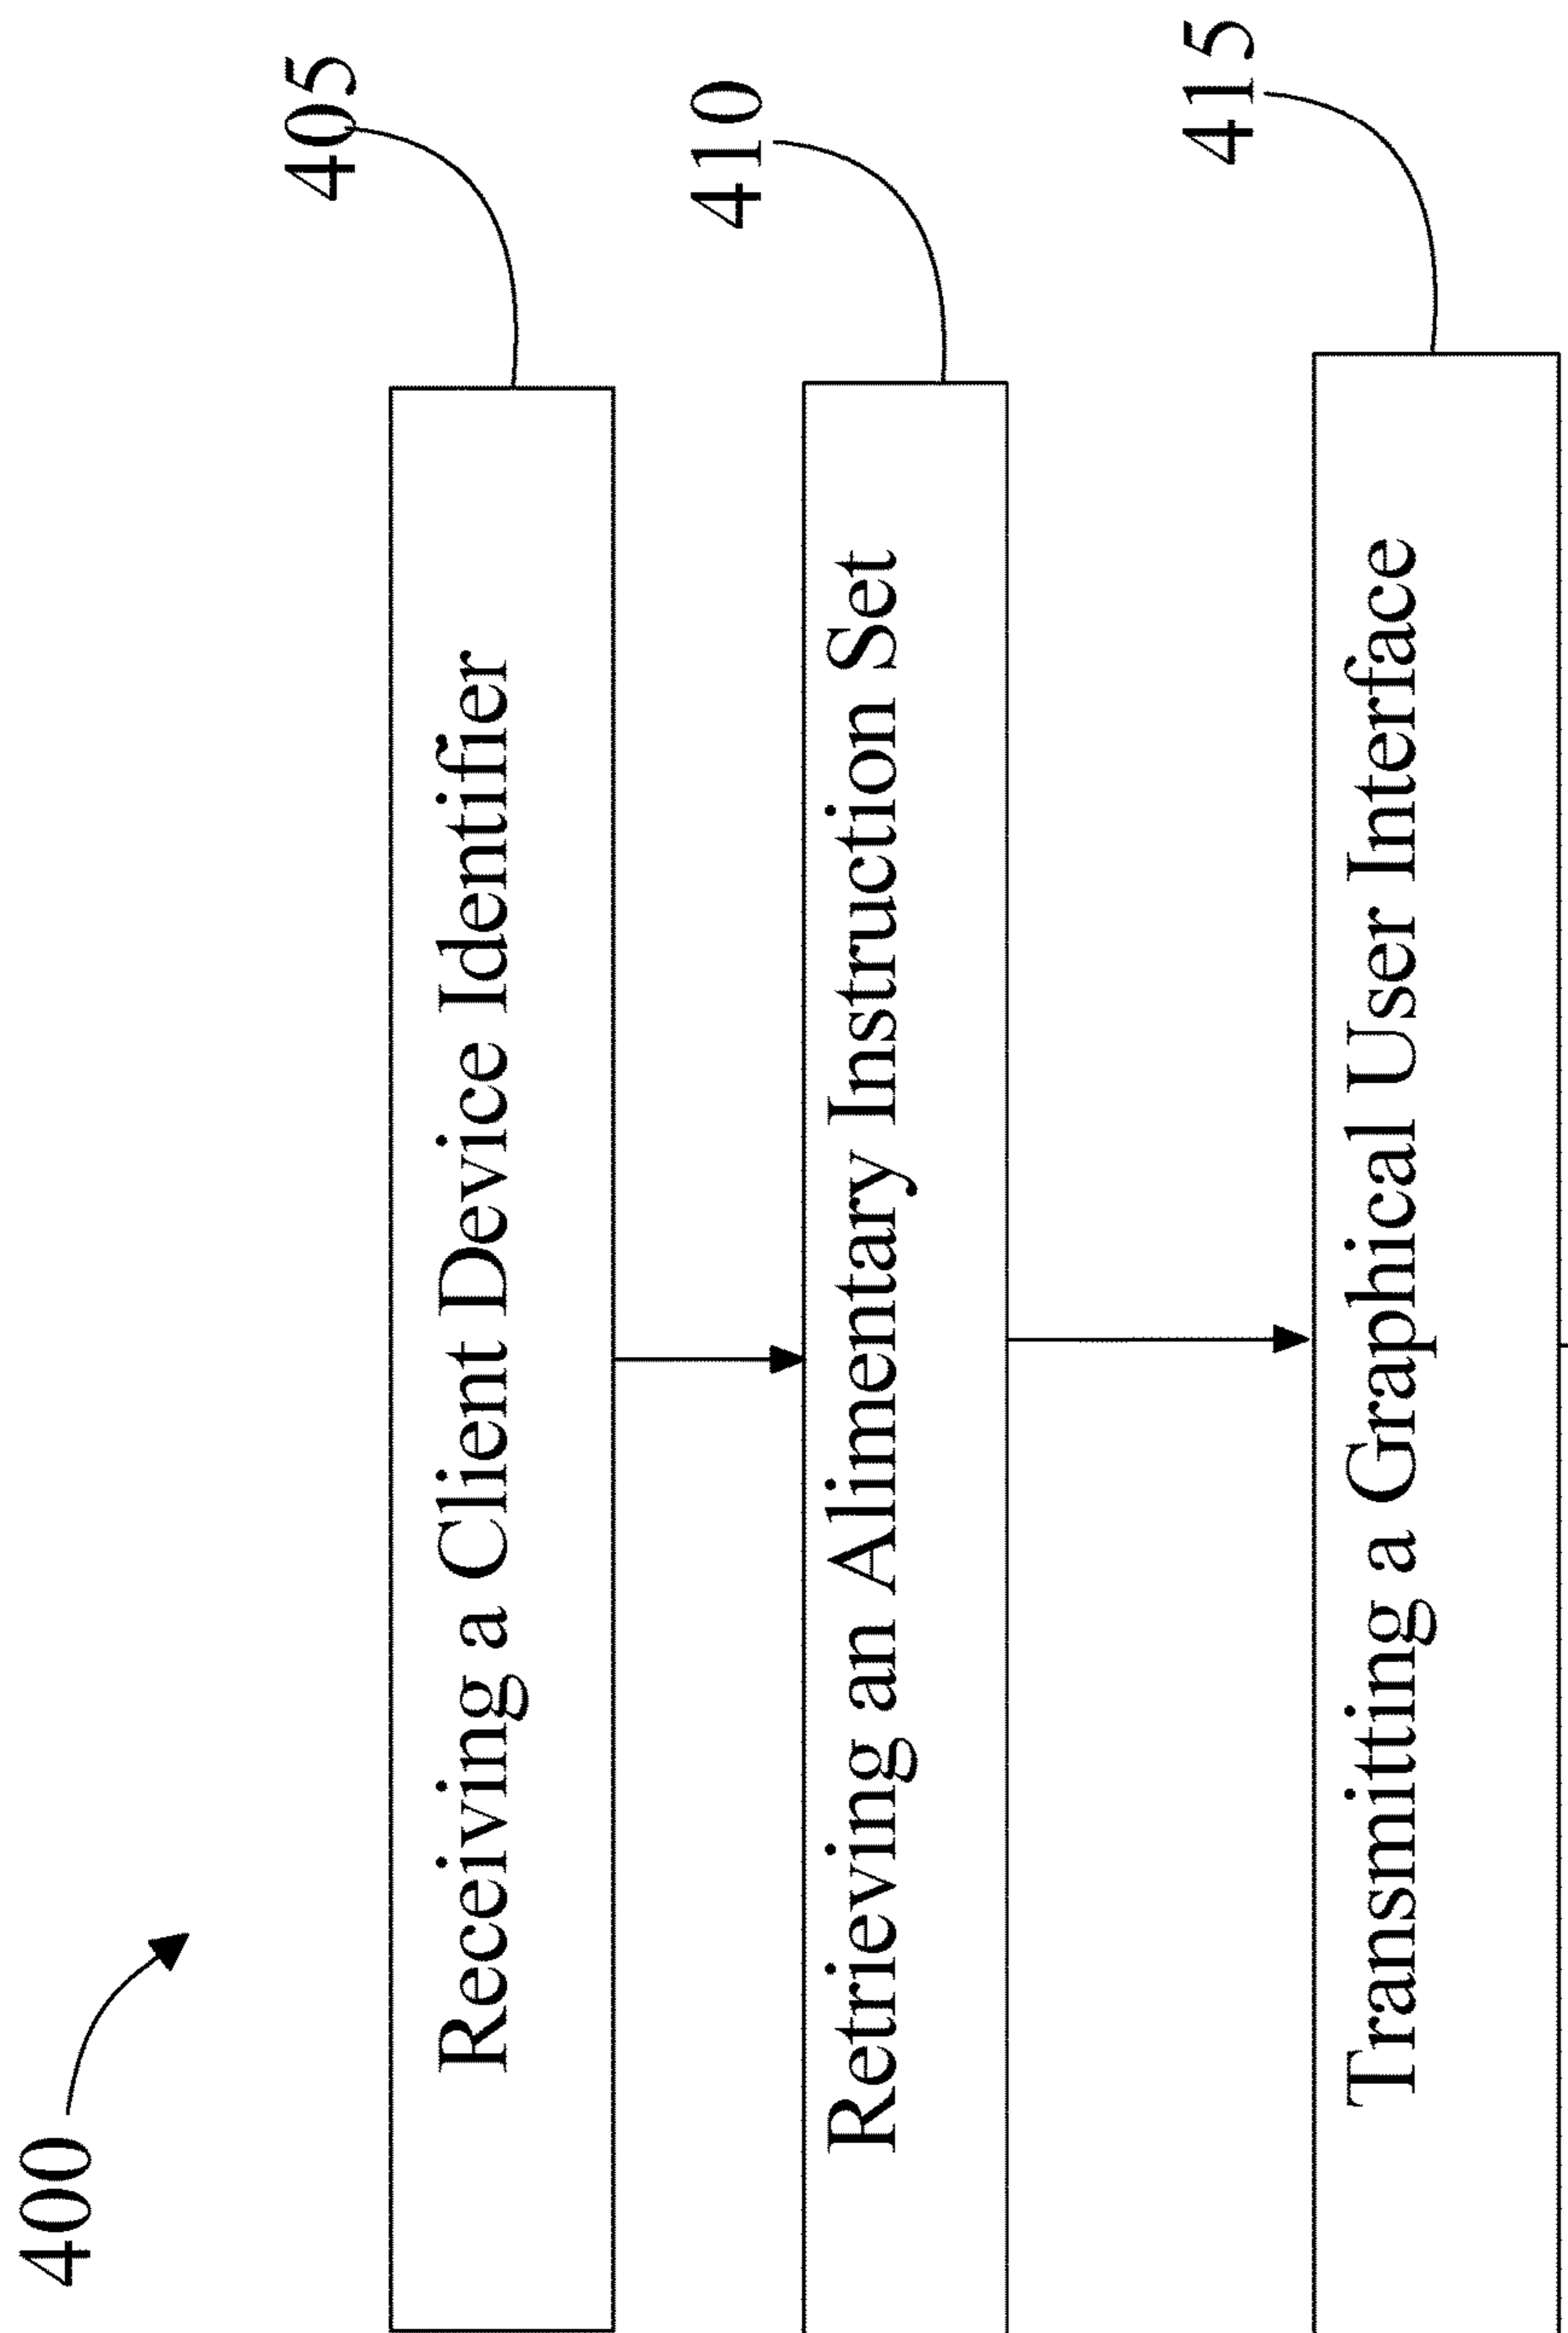 400
405
Receiving a Client Device Identifier
410
Retrieving an Alimentary Instruction Set
415
Transmitting a Graphical User Interface